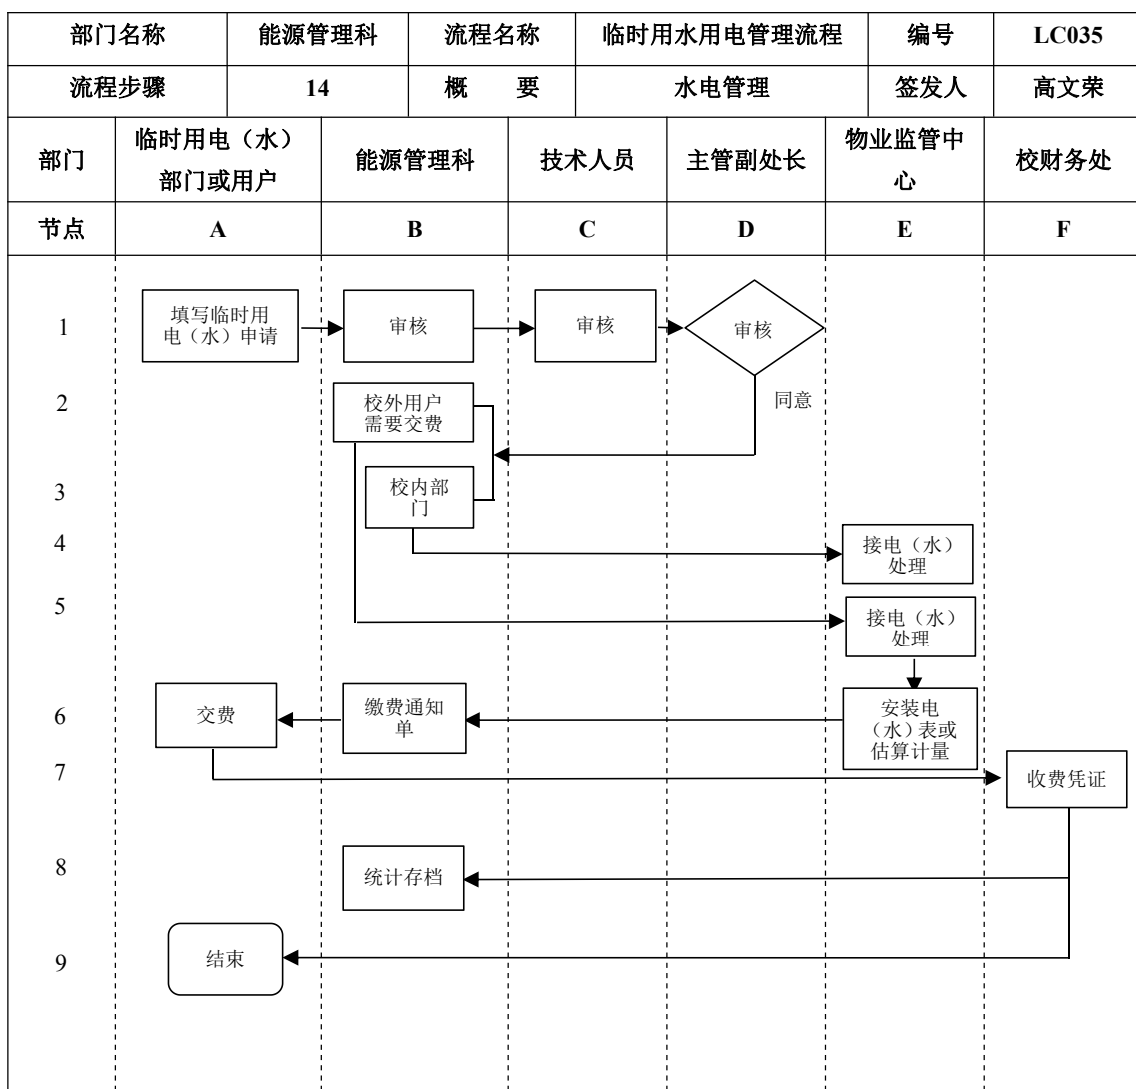 部门名称 能源管理科 流程名称 临时用水用电管理流程 编号 LC035
流程步骤 14 概 要 水电管理 签发人 高文荣
部门 临时用电（水）
部门或用户 能源管理科 技术人员 主管副处长 物业监管中
心 校财务处
节点 A B C D E F
1 填写临时用
电（水）申请 审核 审核 审核
2 校外用户
需要交费 同意
3 校内部
门
4 接电（水）
处理
5 接电（水）
处理
6 交费 缴费通知
单 安装电
（水）表或
估算计量
7 收费凭证
8 统计存档
9 结束